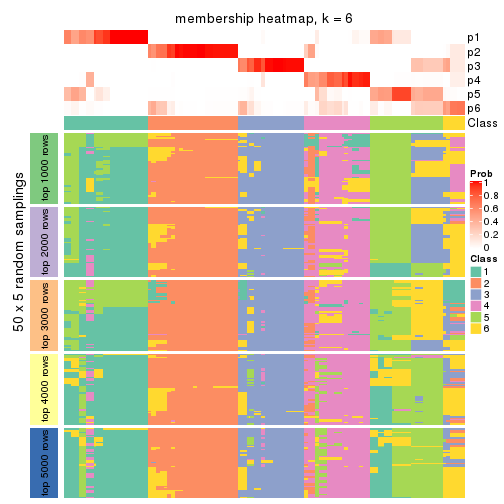 membership heatmap, k = 6
p1
p2
p3
p4
p5
p6
Class
50 x 5 random samplings
top 1000 rows
top 2000 rows
top 3000 rows
top 4000 rows
top 5000 rows
Prob
1
0.8
0.6
0.4
0.2
0
Class
1
2
3
4
5
6